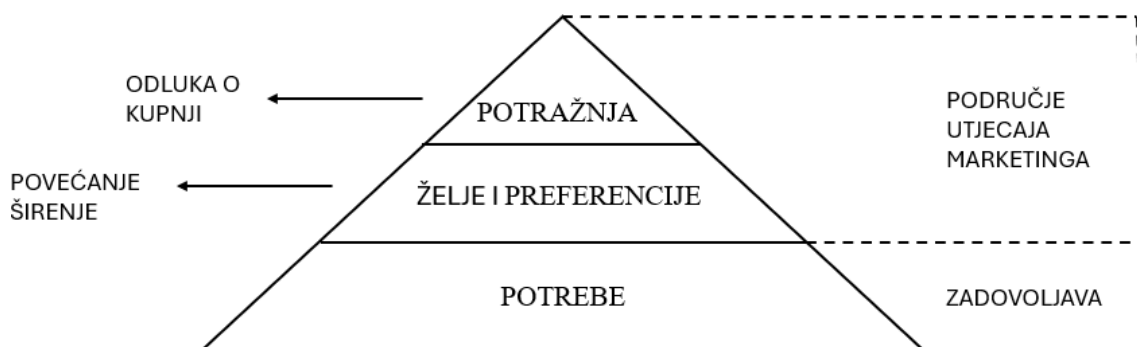 ODLUKA O
KUPNJI
POTRAŽNJA
PODRUČJE
UTJECAJA
MARKETINGA
POVEĆANJE
ŠIRENJE
ŽELJE I PREFERENCIJE
POTREBE
ZADOVOLJAVA